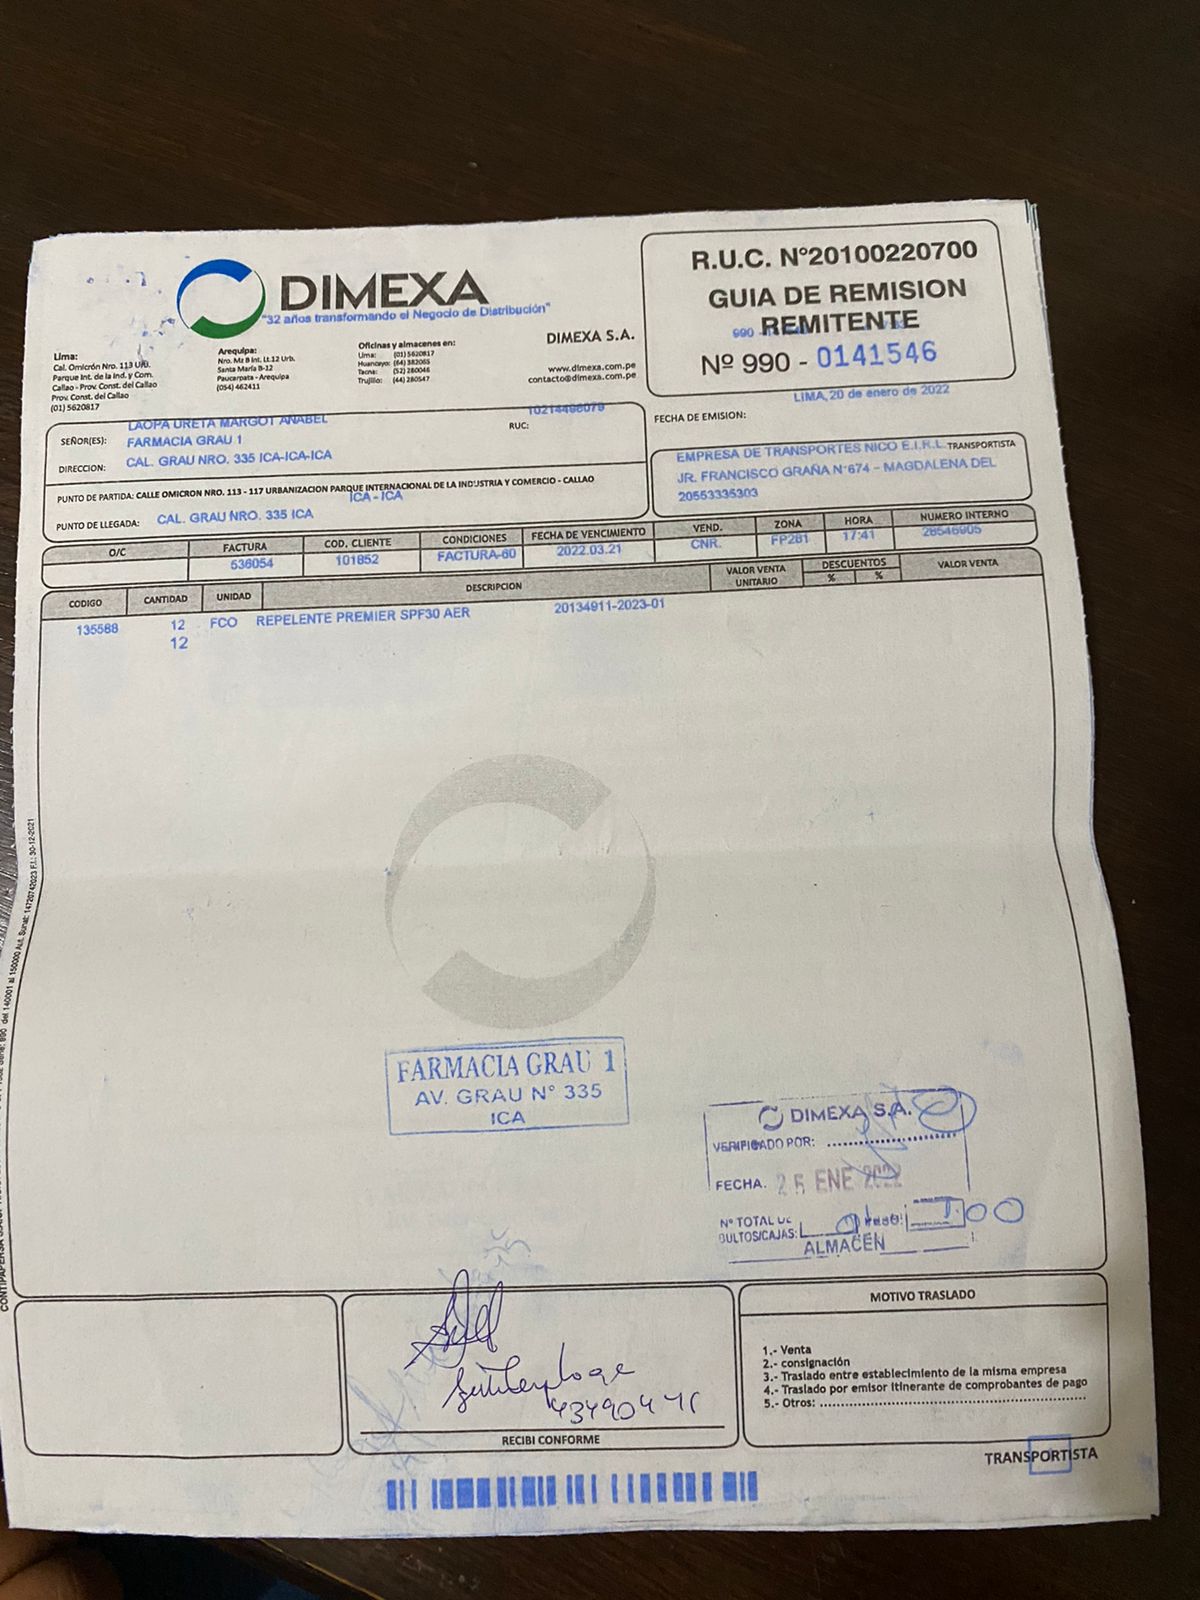 DIMEXA
"32 años transformando el Negocio de Distribución"
DIMEXA S.A.
www.dimexa.com.pe
contacto@dimexa.com.pe
Lima:
Cal. Omicrón Nro. 113 Urb.
Parque Int. de la Ind. y Com.
Callao - Prov. Const. del Callao
Prov. Const. del Callao
(01) 5620817
Arequipa:
Nro. Mz B Int. Lt.12 Urb.
Santa María B-12
Paucarpata - Arequipa
(054) 462411
Oficinas y almacenes en:
Lima: (01) 5620817
Huancayo: (64) 382065
Tacna: (52) 280046
Trujillo: (44) 280547
R.U.C. Nº20100220700
GUIA DE REMISION
REMITENTE
Nº 990 - 0141546
LIMA, 20 de enero de 2022
FECHA DE EMISION:
LAOPA URETA MARGOT ANABEL
SEÑOR(ES): FARMACIA GRAU 1
RUC: 10214498079
DIRECCION: CAL. GRAU NRO. 335 ICA-ICA-ICA
PUNTO DE PARTIDA: CALLE OMICRON NRO. 113 - 117 URBANIZACION PARQUE INTERNACIONAL DE LA INDUSTRIA Y COMERCIO - CALLAO
ICA - ICA
PUNTO DE LLEGADA: CAL. GRAU NRO. 335 ICA
EMPRESA DE TRANSPORTES NICO E.I.R.L. TRANSPORTISTA
JR. FRANCISCO GRAÑA N°674 - MAGDALENA DEL
20553335303
O/C FACTURA COD. CLIENTE CONDICIONES FECHA DE VENCIMIENTO VEND. ZONA HORA NUMERO INTERNO
536054 101852 FACTURA-60 2022.03.21 CNR. FP281 17:41 28546905
CODIGO CANTIDAD UNIDAD DESCRIPCION VALOR VENTA UNITARIO DESCUENTOS % % VALOR VENTA
135588 12 FCO REPELENTE PREMIER SPF30 AER 20134911-2023-01
12
FARMACIA GRAU 1
AV. GRAU N° 335
ICA
DIMEXA S.A.
VERIFICADO POR:
FECHA. 25 ENE 2022
Nº TOTAL DE
BULTOS/CAJAS:
ALMACÉN
RECIBI CONFORME
MOTIVO TRASLADO
1.- Venta
2.- consignación
3.- Traslado entre establecimiento de la misma empresa
4.- Traslado por emisor itinerante de comprobantes de pago
5.- Otros:
TRANSPORTISTA